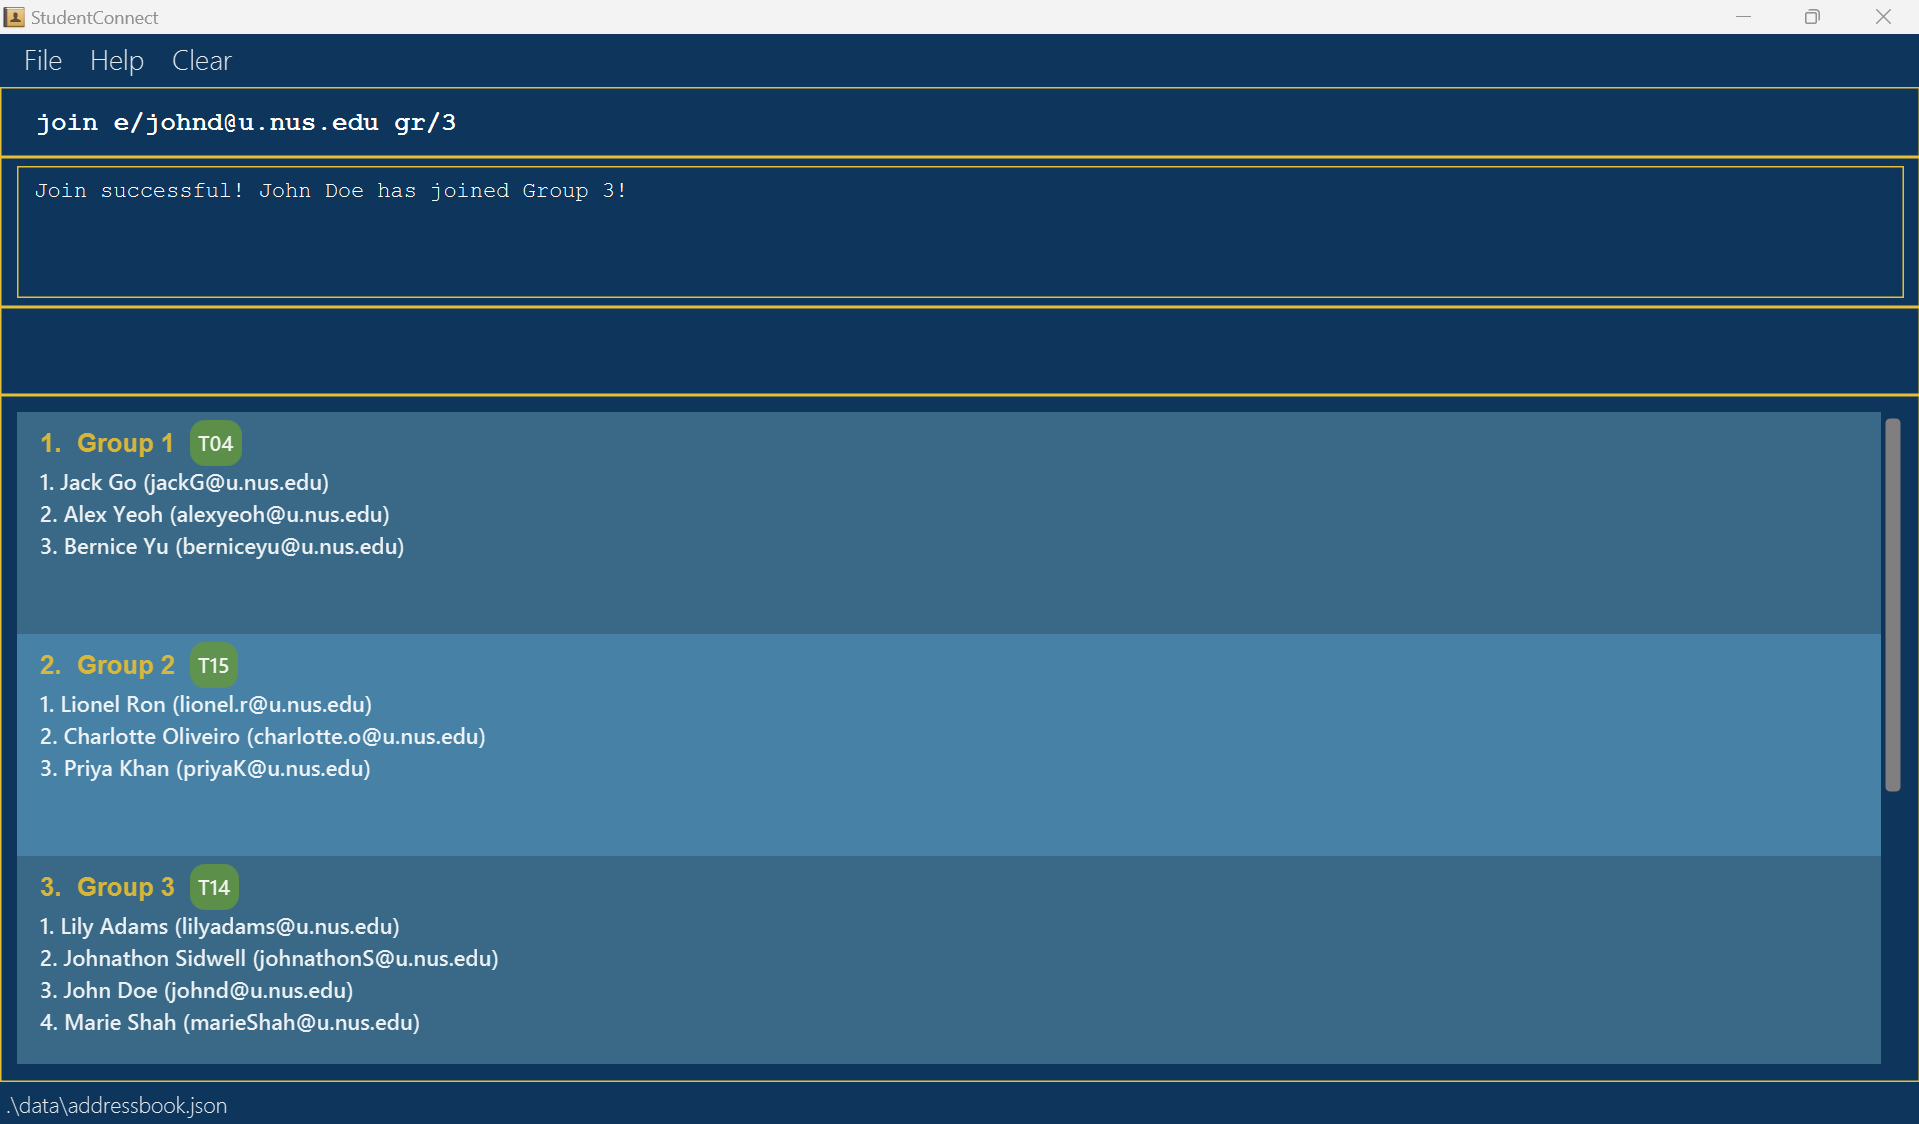 StudentConnect
File Help Clear
join e/johnd@u.nus.edu gr/3
Join successful! John Doe has joined Group 3!
1. Group 1 T04
1. Jack Go (jackG@u.nus.edu)
2. Alex Yeoh (alexyeoh@u.nus.edu)
3. Bernice Yu (berniceyu@u.nus.edu)
2. Group 2 T15
1. Lionel Ron (lionel.r@u.nus.edu)
2. Charlotte Oliveiro (charlotte.o@u.nus.edu)
3. Priya Khan (priyaK@u.nus.edu)
3. Group 3 T14
1. Lily Adams (lilyadams@u.nus.edu)
2. Johnathon Sidwell (johnathonS@u.nus.edu)
3. John Doe (johnd@u.nus.edu)
4. Marie Shah (marieShah@u.nus.edu)
.\data\addressbook.json